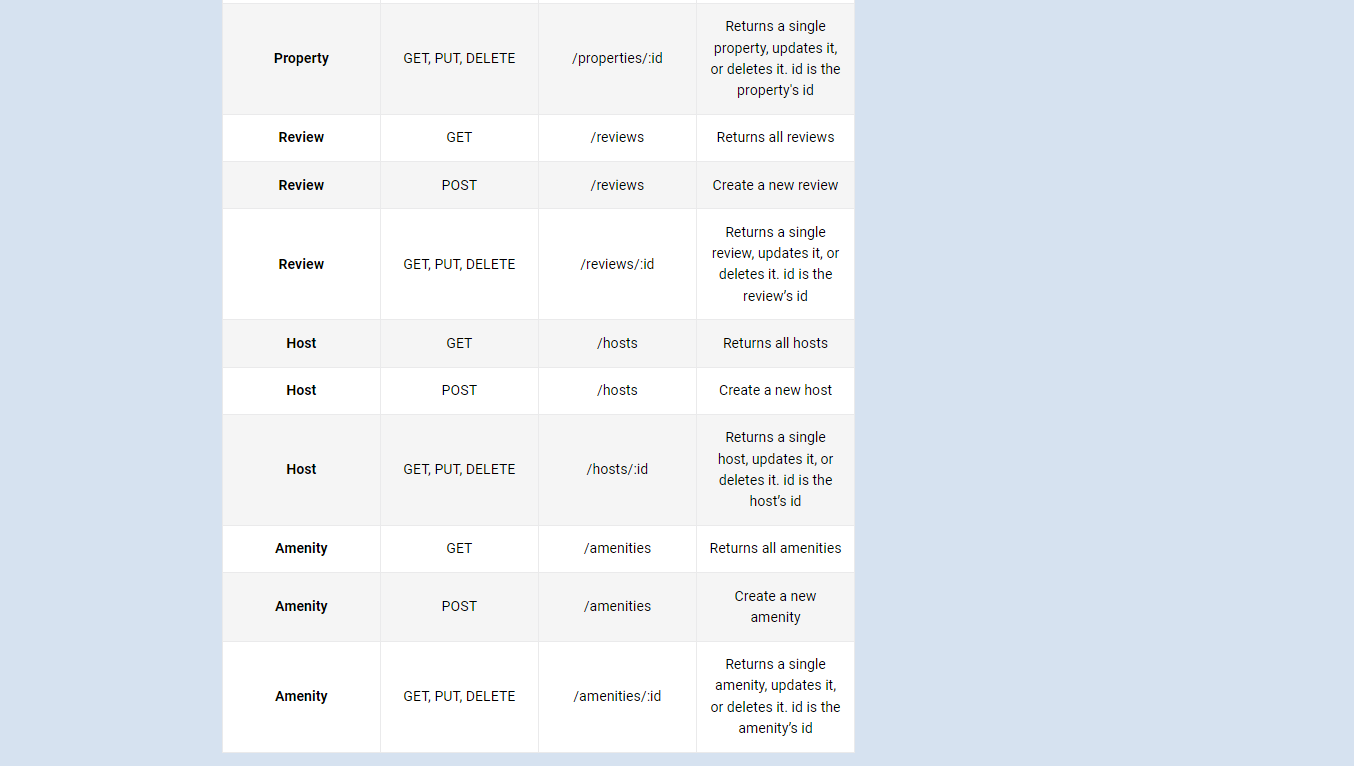 Property GET, PUT, DELETE /properties/:id Returns a single
property, updates it,
or deletes it. id is the
property's id
Review GET /reviews Returns all reviews
Review POST /reviews Create a new review
Review GET, PUT, DELETE /reviews/:id Returns a single
review, updates it, or
deletes it. id is the
review’s id
Host GET /hosts Returns all hosts
Host POST /hosts Create a new host
Host GET, PUT, DELETE /hosts/:id Returns a single
host, updates it, or
deletes it. id is the
host’s id
Amenity GET /amenities Returns all amenities
Amenity POST /amenities Create a new
amenity
Amenity GET, PUT, DELETE /amenities/:id Returns a single
amenity, updates it,
or deletes it. id is the
amenity’s id